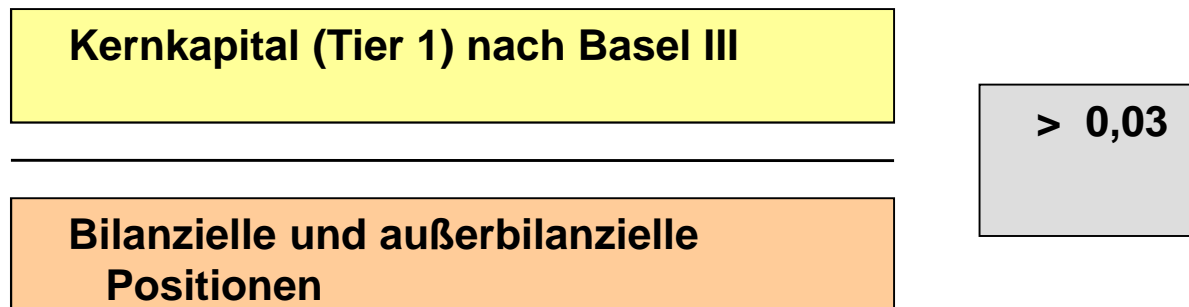 Kernkapital (Tier 1) nach Basel III
> 0,03
Bilanzielle und außerbilanzielle
Positionen